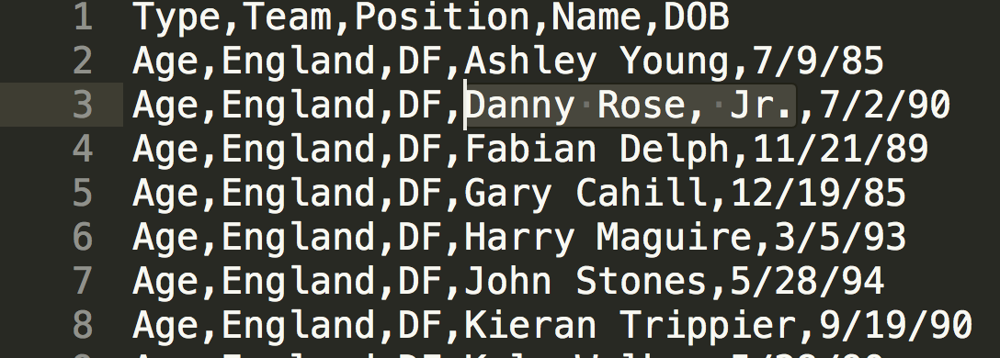 1 Type,Team,Position,Name,DOB
2 Age,England,DF,Ashley Young,7/9/85
3 Age,England,DF,Danny Rose, Jr.,7/2/90
4 Age,England,DF,Fabian Delph,11/21/89
5 Age,England,DF,Gary Cahill,12/19/85
6 Age,England,DF,Harry Maguire,3/5/93
7 Age,England,DF,John Stones,5/28/94
8 Age,England,DF,Kieran Trippier,9/19/90